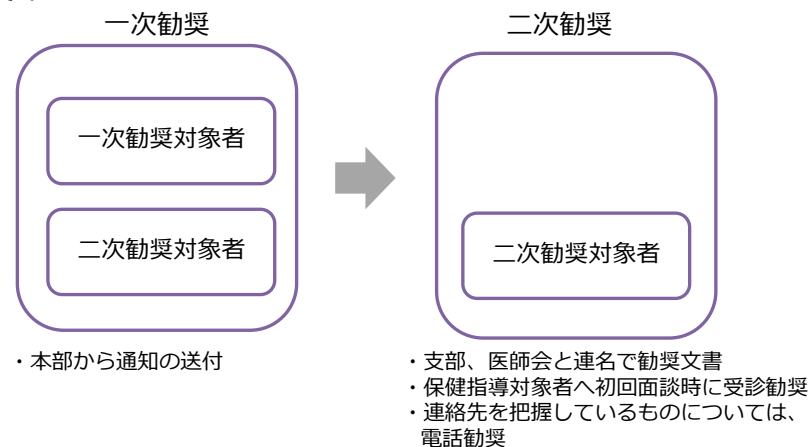 一次勧奨
一次勧奨対象者
二次勧奨対象者
・本部から通知の送付
二次勧奨
二次勧奨対象者
・支部、医師会と連名で勧奨文書
・保健指導対象者へ初回面談時に受診勧奨
・連絡先を把握しているものについては、
電話勧奨